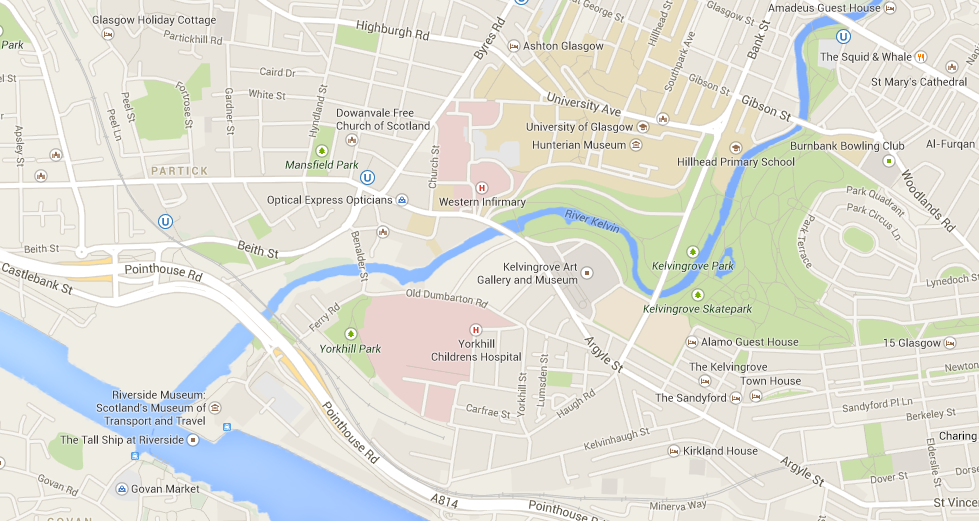 Glasgow Holiday Cottage
Partickhill Rd
Highburgh Rd
Byres Rd
U
Ashton Glasgow
George St
Hillhead St
Glasgow St
Southpark Ave
Bank St
Amadeus Guest House
U
The Squid & Whale
St Mary's Cathedral
Park
Caird Dr
White St
Peel St
Peel Ln
Fortrose St
Gardner St
Hyndland St
Apsley St
Dowanvale Free
Church of Scotland
Mansfield Park
PARTICK
Church St
University Ave
University of Glasgow
Hunterian Museum
Gibson St
Gibson St
Hillhead Primary School
Burnbank Bowling Club
Al-Furqan
Woodlands Rd
U
U
Optical Express Opticians
H
Western Infirmary
River Kelvin
Park Quadrant
Park Circus Ln
Park Terrace
Lynedoch St
Beith St
Beith St
Castlebank St
Pointhouse Rd
Benalder St
Kelvingrove Art
Gallery and Museum
Kelvingrove Park
Kelvingrove Skatepark
Old Dumbarton Rd
Ferry Rd
Yorkhill Park
H
Yorkhill
Childrens Hospital
Argyle St
Alamo Guest House
15 Glasgow
The Kelvingrove
Town House
Newton
The Sandyford
Sandyford Pl Ln
Berkeley St
Yorkhill St
Lumsden St
Haugh Rd
Carfrae St
Riverside Museum:
Scotland's Museum of
Transport and Travel
The Tall Ship at Riverside
Pointhouse Rd
Kelvinhaugh St
Kirkland House
Argyle St
Charing
Elderslie St
Dover St
Dorse
Govan Rd
Govan Market
GOVAN
A814
Pointhouse Rd
Minerva Way
St Vincen